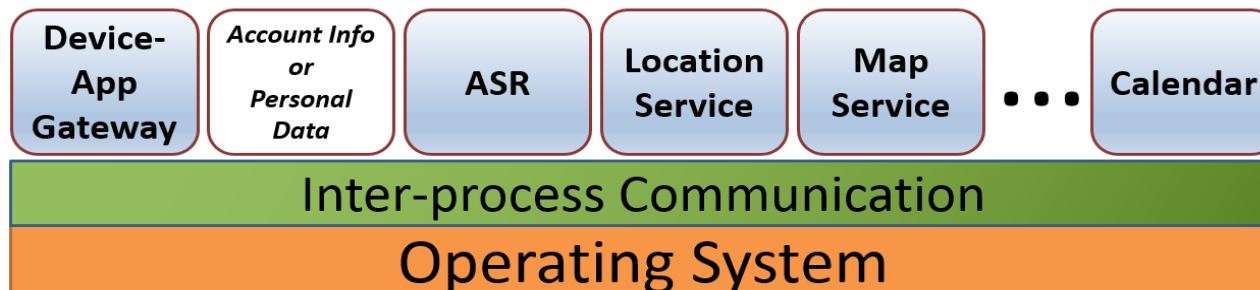 Device-
App
Gateway
Account Info
or
Personal
Data
ASR
Location
Service
Map
Service
...
Calendar
Inter-process Communication
Operating System